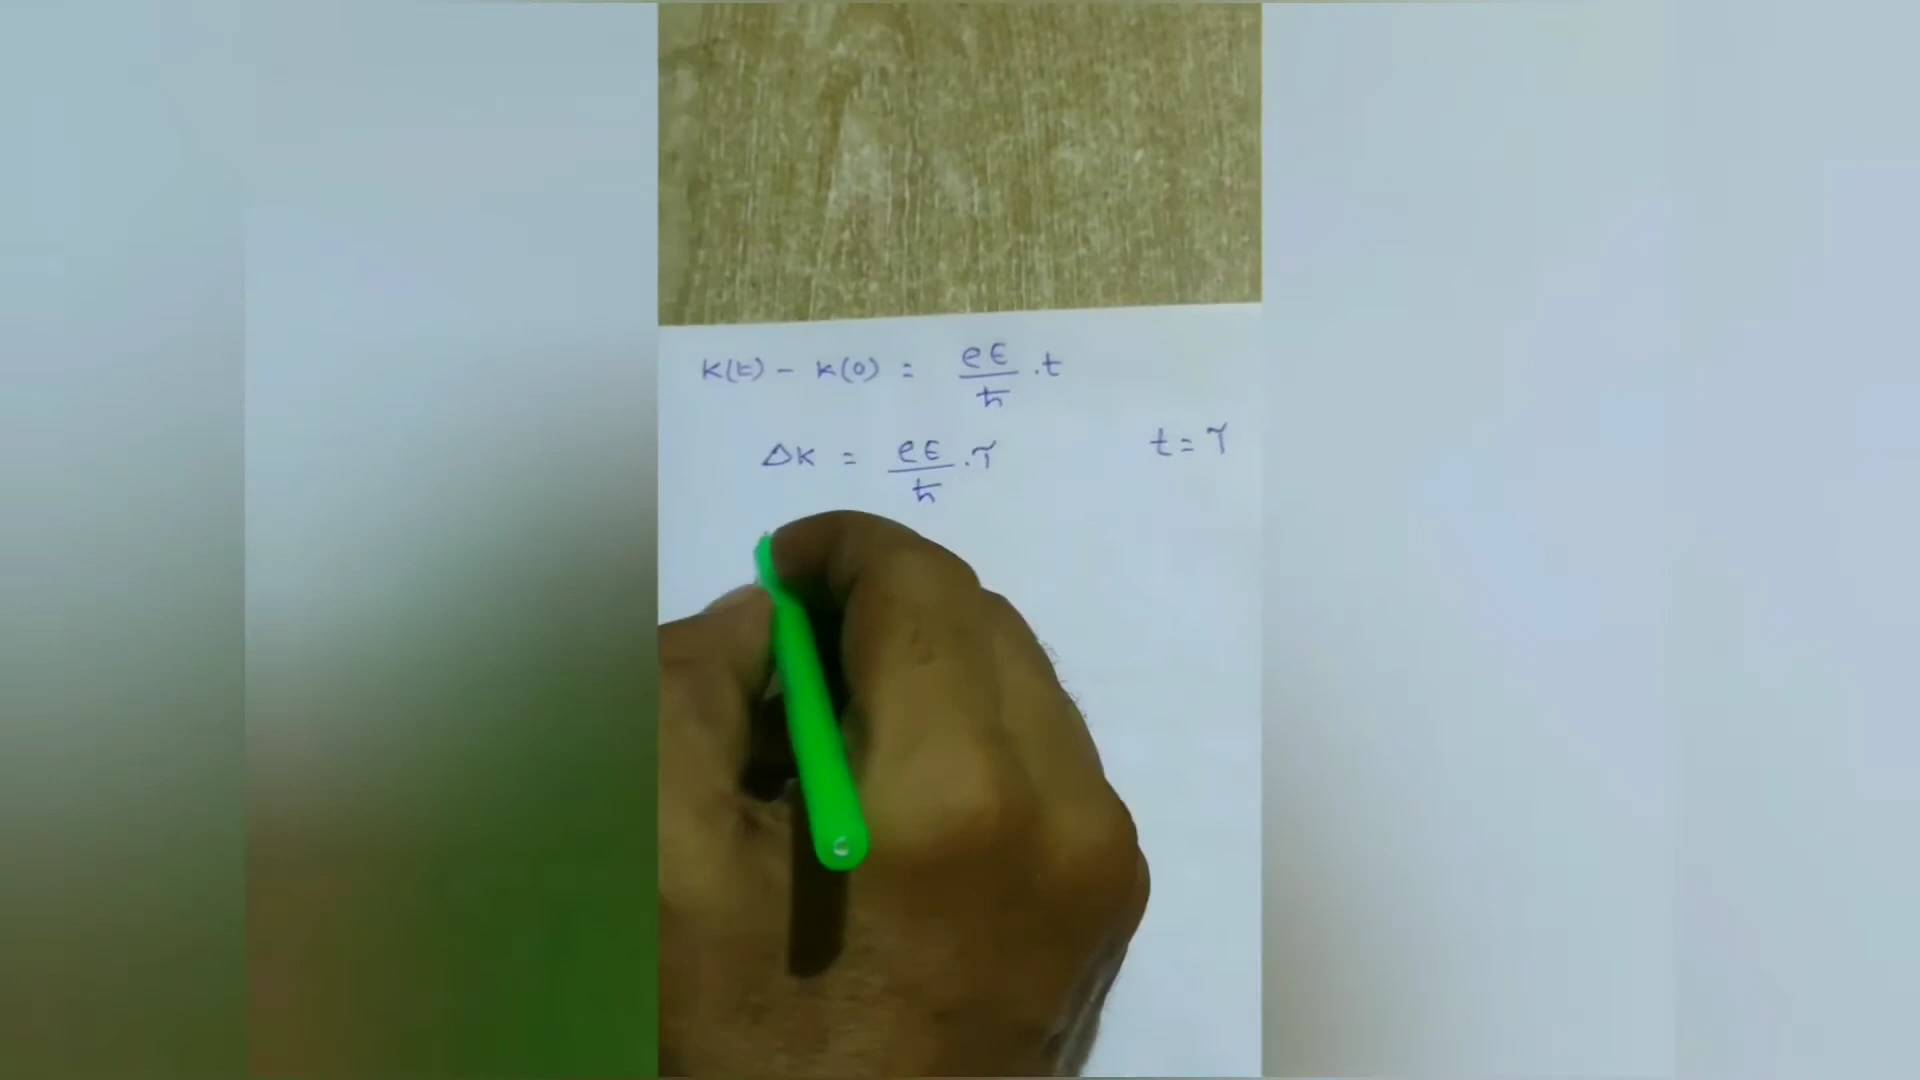 K(t) - K(0) = eε/ħ . t
ΔK = eε/ħ . τ t = τ